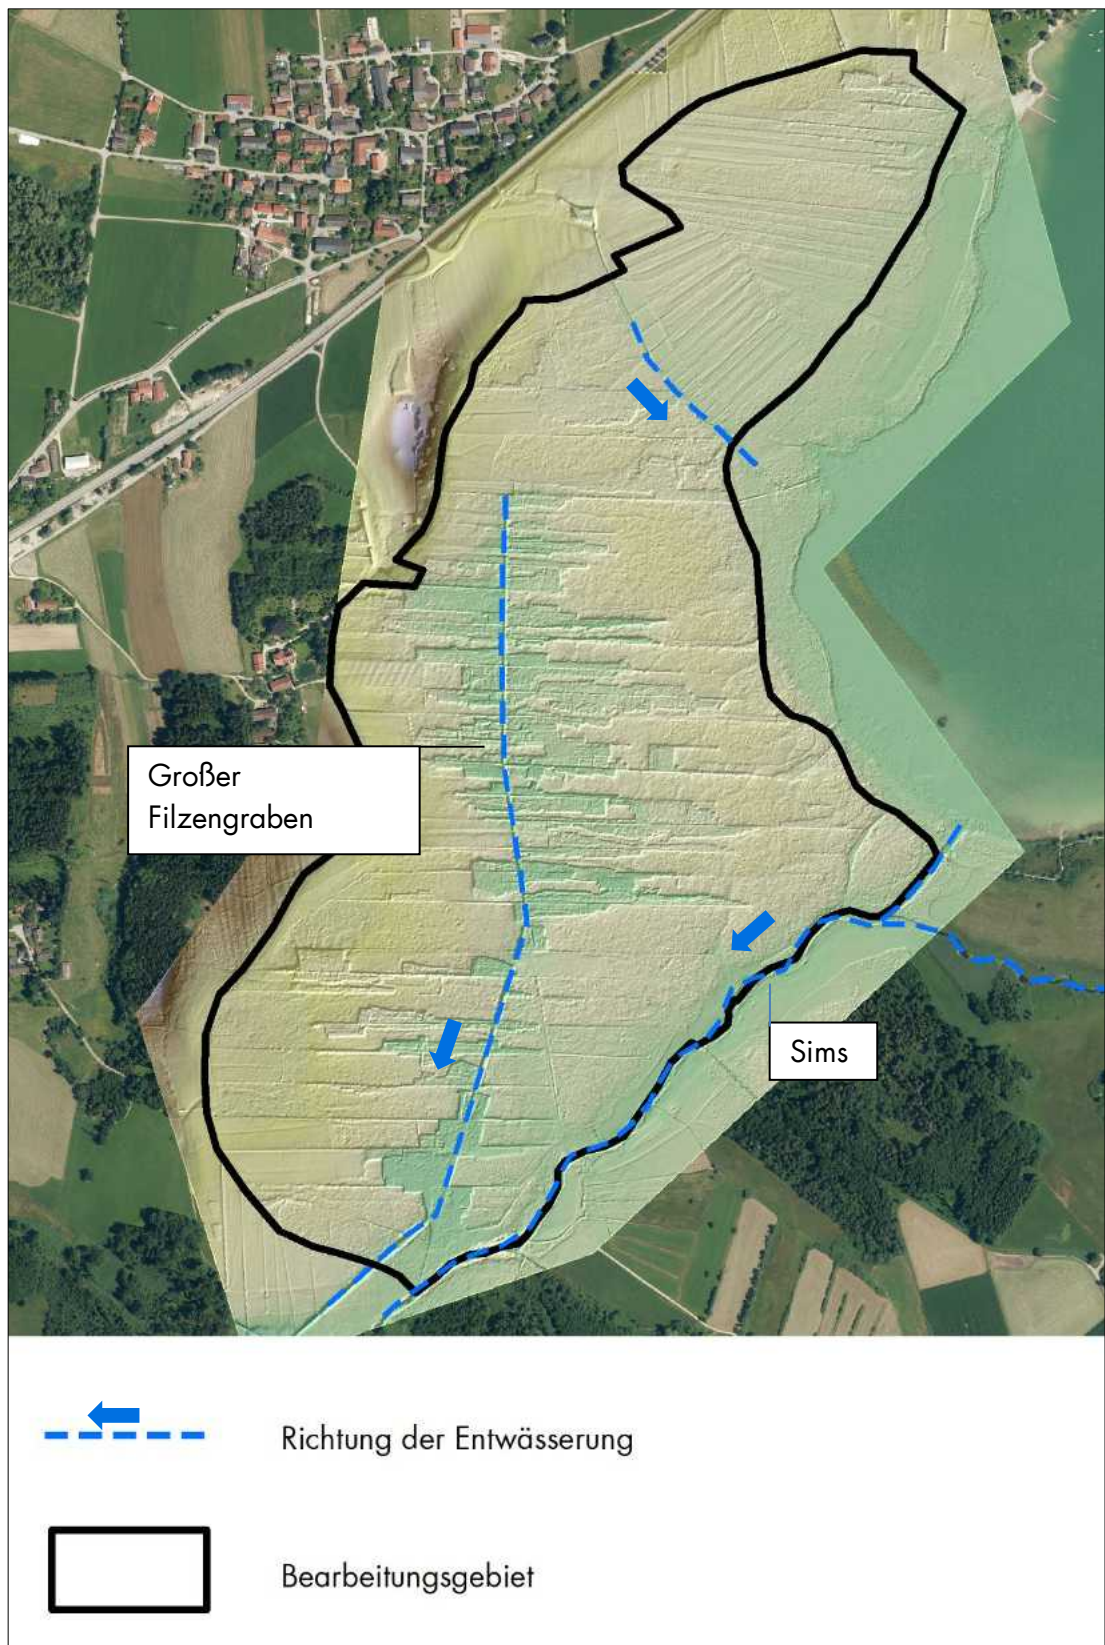 Großer
Filzengraben
Sims
Richtung der Entwässerung
Bearbeitungsgebiet